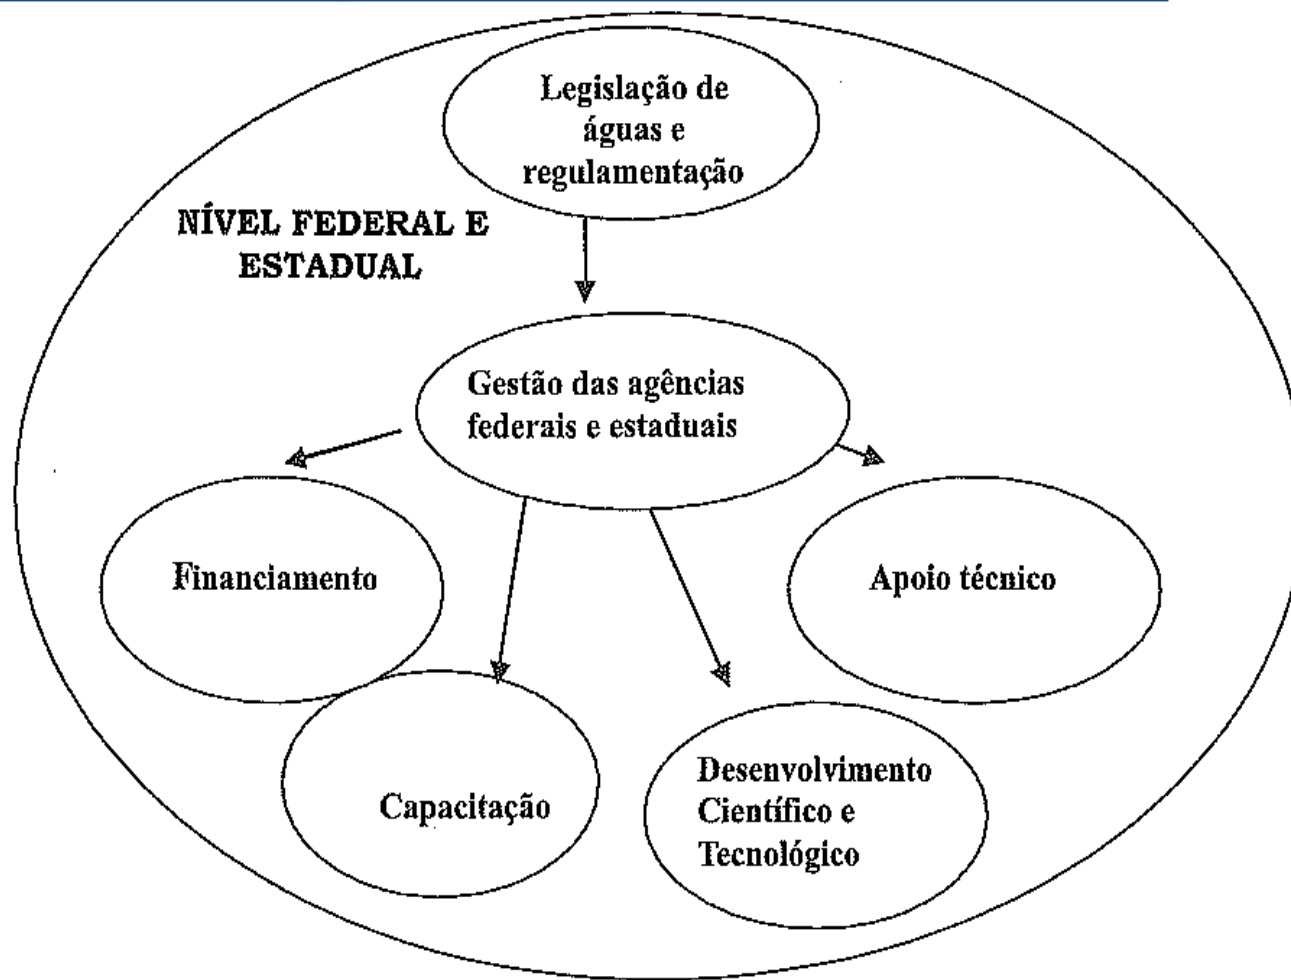 Legislação de
águas e
regulamentação
NÍVEL FEDERAL E
ESTADUAL
Gestão das agências
federais e estaduais
Financiamento
Apoio técnico
Capacitação
Desenvolvimento
Científico e
Tecnológico